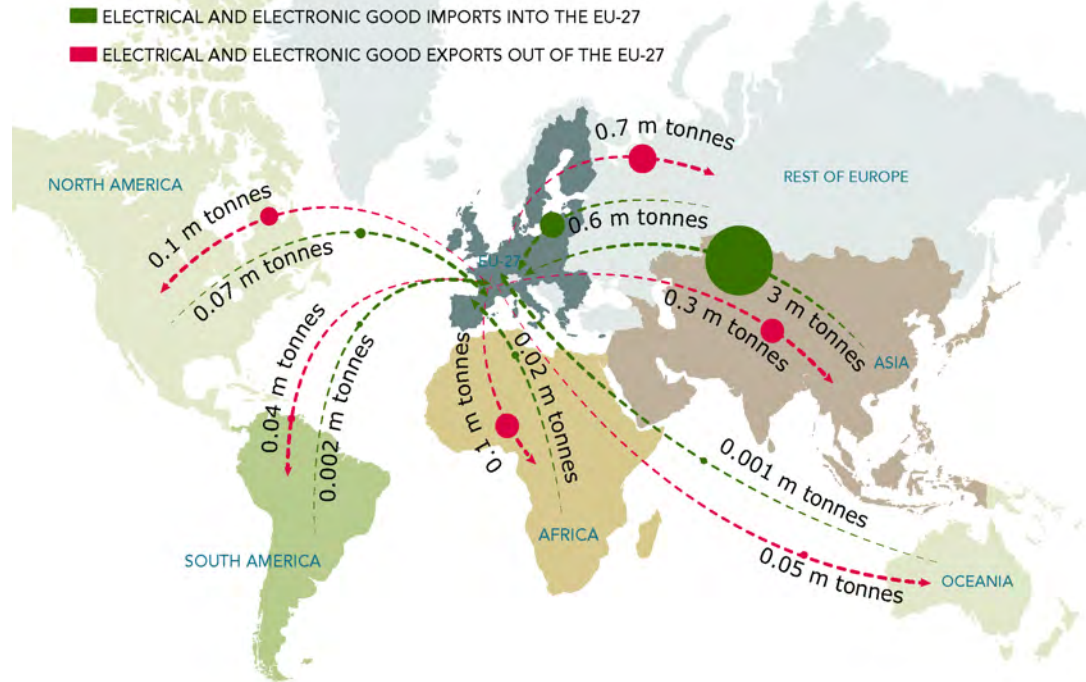 ELECTRICAL AND ELECTRONIC GOOD IMPORTS INTO THE EU-27
ELECTRICAL AND ELECTRONIC GOOD EXPORTS OUT OF THE EU-27
0.7 m tonnes
NORTH AMERICA
REST OF EUROPE
0.1 m tonnes
0.6 m tonnes
EU-27
0.07 m tonnes
3 m tonnes
0.3 m tonnes
ASIA
0.04 m tonnes
0.002 m tonnes
0.1 m tonnes
0.02 m tonnes
0.001 m tonnes
AFRICA
SOUTH AMERICA
0.05 m tonnes
OCEANIA